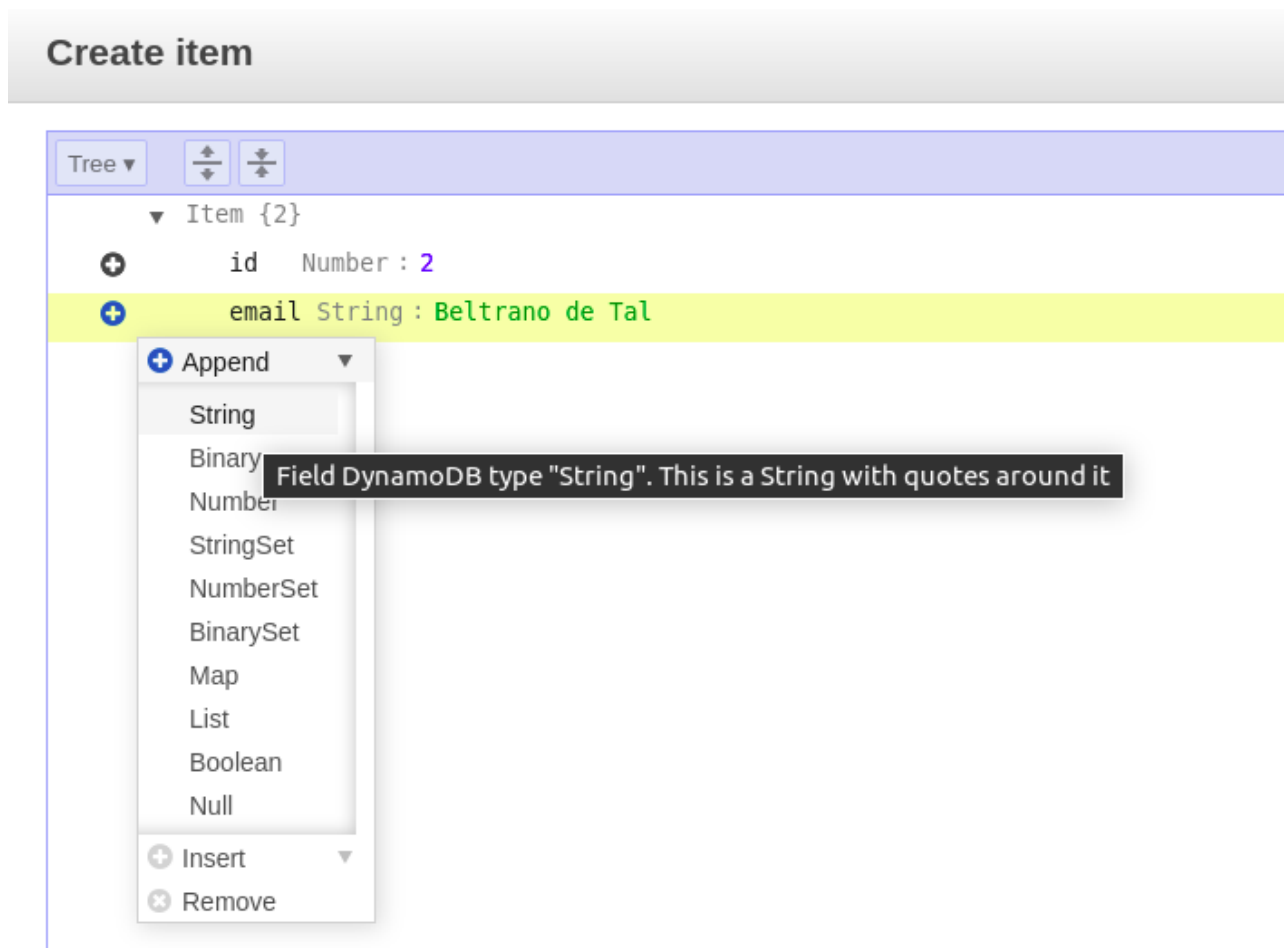 Create item
Tree ▾
▼ Item {2}
id Number : 2
email String : Beltrano de Tal
Append ▼
String
Binary
Field DynamoDB type "String". This is a String with quotes around it
Number
StringSet
NumberSet
BinarySet
Map
List
Boolean
Null
Insert ▼
Remove